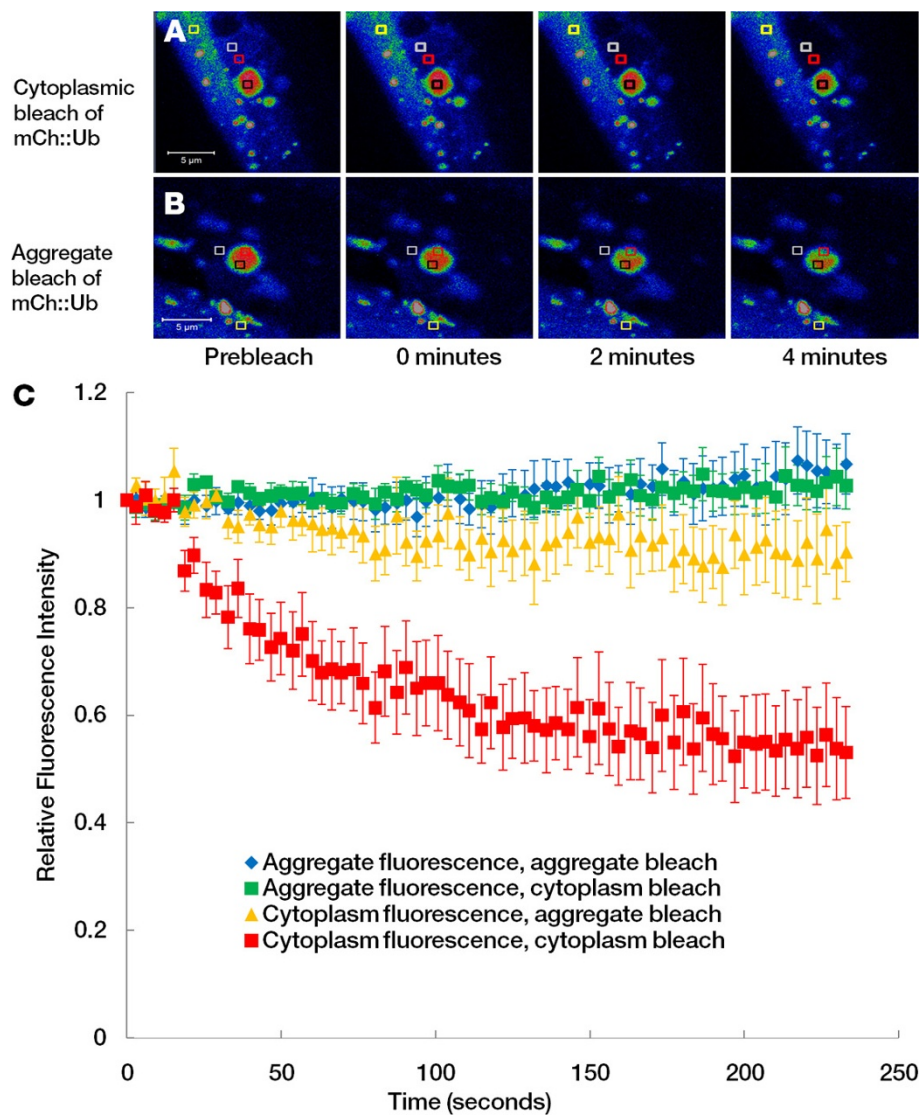 A
Cytoplasmic
bleach of
mCh::Ub
5 µm
B
Aggregate
bleach of
mCh::Ub
5 µm
Prebleach
0 minutes
2 minutes
4 minutes
C
1.2
1
0.8
0.6
0.4
0.2
0
Relative Fluorescence Intensity
Aggregate fluorescence, aggregate bleach
Aggregate fluorescence, cytoplasm bleach
Cytoplasm fluorescence, aggregate bleach
Cytoplasm fluorescence, cytoplasm bleach
0
50
100
150
200
250
Time (seconds)